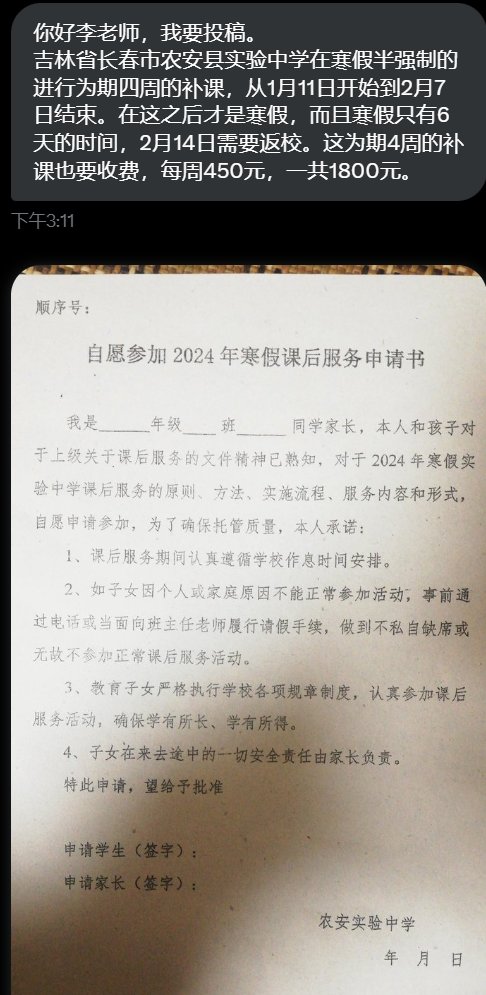 你好李老师，我要投稿。
吉林省长春市农安县实验中学在寒假半强制的
进行为期四周的补课，从1月11日开始到2月7
日结束。在这之后才是寒假，而且寒假只有6
天的时间，2月14日需要返校。这为期4周的补
课也要收费，每周450元，一共1800元。
下午3:11
顺序号：
自愿参加 2024 年寒假课后服务申请书
我是______年级____ 班______ 同学家长，本人和孩子对
于上级关于课后服务的文件精神已熟知，对于 2024 年寒假实
验中学课后服务的原则、方法、实施流程、服务内容和形式，
自愿申请参加，为了确保托管质量，本人承诺：
1、课后服务期间认真遵循学校作息时间安排。
2、如子女因个人或家庭原因不能正常参加活动，事前通
过电话或当面向班主任老师履行请假手续，做到不私自缺席或
无故不参加正常课后服务活动。
3、教育子女严格执行学校各项规章制度，认真参加课后
服务活动，确保学有所长、学有所得。
4、子女在来去途中的一切安全责任由家长负责。
特此申请，望给予批准
申请学生（签字）：
申请家长（签字）：
农安实验中学
年 月 日